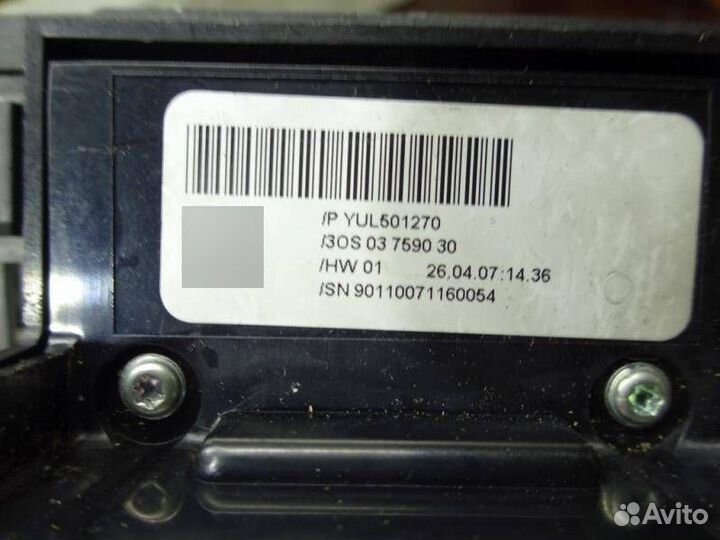 /P YUL501270
/3OS 03 7590 30
/HW 01 26.04.07:14.36
/SN 90110071160054
Avito